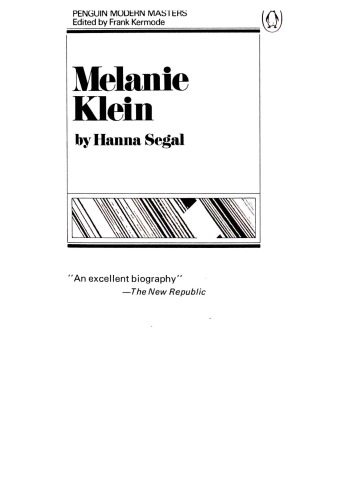 PENGUIN MODERN MASTERS
Edited by Frank Kermode
Melanie
Klein
by Hanna Segal
"An excellent biography"
—The New Republic